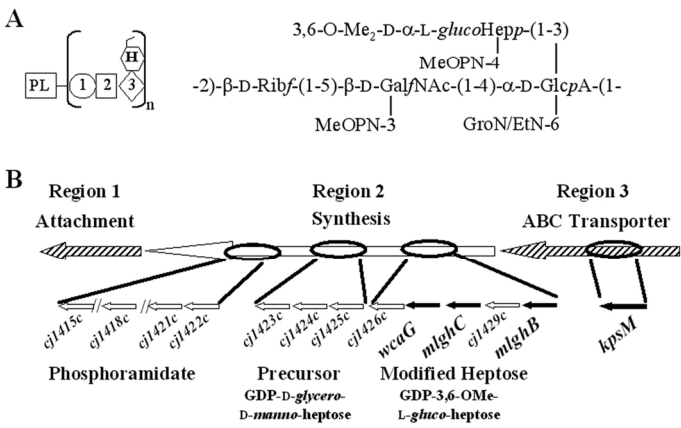 A
3,6-O-Me2-D-α-L-glucoHepp-(1-3)
MeOPN-4
PL 1 2 3 H n
-2)-β-D-Ribf-(1-5)-β-D-GalfNAc-(1-4)-α-D-GlcpA-(1-
MeOPN-3 GroN/EtN-6
B
Region 1 Region 2 Region 3
Attachment Synthesis ABC Transporter
cj1415c cj1418c cj1421c cj1422c cj1423c cj1424c cj1425c cj1426c wcaG mlghC cj1429c mlghB kpsM
Phosphoramidate Precursor Modified Heptose
GDP-D-glycero- GDP-3,6-OMe-
D-manno-heptose L-gluco-heptose